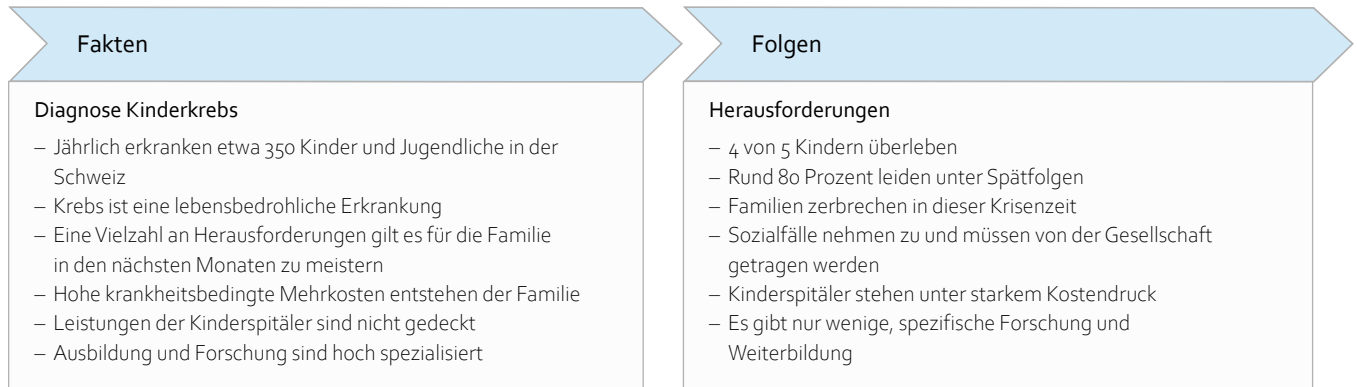 Fakten
Diagnose Kinderkrebs
– Jährlich erkranken etwa 350 Kinder und Jugendliche in der
Schweiz
– Krebs ist eine lebensbedrohliche Erkrankung
– Eine Vielzahl an Herausforderungen gilt es für die Familie
in den nächsten Monaten zu meistern
– Hohe krankheitsbedingte Mehrkosten entstehen der Familie
– Leistungen der Kinderspitäler sind nicht gedeckt
– Ausbildung und Forschung sind hoch spezialisiert
Folgen
Herausforderungen
– 4 von 5 Kindern überleben
– Rund 80 Prozent leiden unter Spätfolgen
– Familien zerbrechen in dieser Krisenzeit
– Sozialfälle nehmen zu und müssen von der Gesellschaft
getragen werden
– Kinderspitäler stehen unter starkem Kostendruck
– Es gibt nur wenige, spezifische Forschung und
Weiterbildung